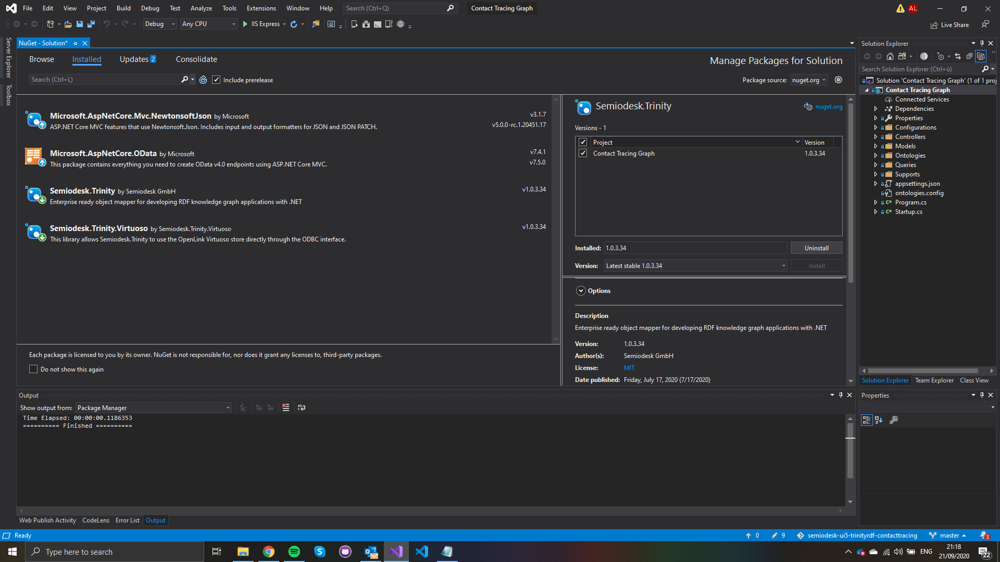 File Edit View Project Build Debug Test Analyze Tools Extensions Window Help Search (Ctrl+Q) Contact Tracing Graph AL
Debug Any CPU IIS Express Live Share
Server Explorer
Toolbox
NuGet - Solution*
Browse Installed Updates 2 Consolidate
Manage Packages for Solution
Search (Ctrl+L) Include prerelease
Package source: nuget.org
Microsoft.AspNetCore.Mvc.NewtonsoftJson by Microsoft v3.1.7
ASP.NET Core MVC features that use Newtonsoft.Json. Includes input and output formatters for JSON and JSON PATCH. v5.0.0-rc.1.20451.17
Microsoft.AspNetCore.OData by Microsoft v7.4.1
This package contains everything you need to create OData v4.0 endpoints using ASP.NET Core MVC. v7.5.0
Semiodesk.Trinity by Semiodesk GmbH v1.0.3.34
Enterprise ready object mapper for developing RDF knowledge graph applications with .NET
Semiodesk.Trinity.Virtuoso by Semiodesk.Trinity.Virtuoso v1.0.3.34
This library allows Semiodesk.Trinity to use the OpenLink Virtuoso store directly through the ODBC interface.
Each package is licensed to you by its owner. NuGet is not responsible for, nor does it grant any licenses to, third-party packages.
Do not show this again
Semiodesk.Trinity nuget.org
Versions - 1
Project Version
Contact Tracing Graph 1.0.3.34
Installed: 1.0.3.34 Uninstall
Version: Latest stable 1.0.3.34 Install
Options
Description
Enterprise ready object mapper for developing RDF knowledge graph applications with .NET
Version: 1.0.3.34
Author(s): Semiodesk GmbH
License: MIT
Date published: Friday, July 17, 2020 (7/17/2020)
Solution Explorer
Search Solution Explorer (Ctrl+ü)
Solution 'Contact Tracing Graph' (1 of 1 proj
Contact Tracing Graph
Connected Services
Dependencies
Properties
Configurations
Controllers
Models
Ontologies
Queries
Supports
appsettings.json
ontologies.config
C# Program.cs
C# Startup.cs
Solution Explorer Team Explorer Class View
Properties
Output
Show output from: Package Manager
Time Elapsed: 00:00:00.1186353
========== Finished ==========
Web Publish Activity CodeLens Error List Output
Ready 0 9 semiodesk-ui5-trinityrdf-contacttracing master 3
Type here to search ENG
21:18
21/09/2020
22